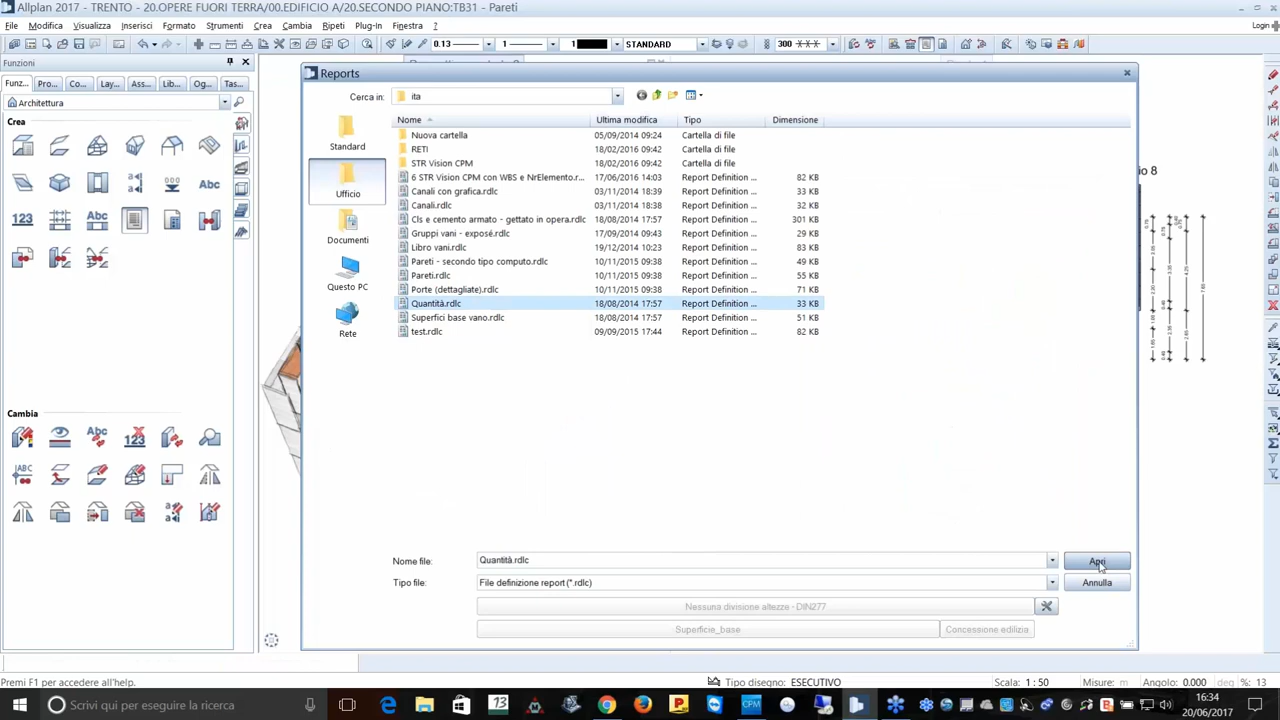 Allplan 2017 - TRENTO - 20.OPERE FUORI TERRA/00.EDIFICIO A/20.SECONDO PIANO:TB31 - Pareti
File Modifica Visualizza Inserisci Formato Strumenti Crea Cambia Ripeti Plug-In Finestra ?
Login
0.13 1 1 STANDARD 300
Funzioni
Funz... Pro... Co... Lay... Ass... Lib... Og... Tas...
Architettura
Crea
Abc
123 Abc
Cambia
Abc 123
ABC
Reports
Cerca in: ita
Nome Ultima modifica Tipo Dimensione
Nuova cartella 05/09/2014 09:24 Cartella di file
RETI 18/02/2016 09:42 Cartella di file
STR Vision CPM 18/02/2016 09:42 Cartella di file
6 STR Vision CPM con WBS e NrElemento.r... 17/06/2016 14:03 Report Definition ... 82 KB
Canali con grafica.rdlc 03/11/2014 18:39 Report Definition ... 33 KB
Canali.rdlc 03/11/2014 18:38 Report Definition ... 32 KB
Cls e cemento armato - gettato in opera.rdlc 18/08/2014 17:57 Report Definition ... 301 KB
Gruppi vani - exposé.rdlc 17/09/2014 09:43 Report Definition ... 29 KB
Libro vani.rdlc 19/12/2014 10:23 Report Definition ... 83 KB
Pareti - secondo tipo computo.rdlc 10/11/2015 09:38 Report Definition ... 49 KB
Pareti.rdlc 10/11/2015 09:38 Report Definition ... 55 KB
Porte (dettagliate).rdlc 10/11/2015 09:38 Report Definition ... 71 KB
Quantità.rdlc 18/08/2014 17:57 Report Definition ... 33 KB
Superfici base vano.rdlc 18/08/2014 17:57 Report Definition ... 51 KB
test.rdlc 09/09/2015 17:44 Report Definition ... 82 KB
Standard
Ufficio
Documenti
Questo PC
Rete
Nome file: Quantità.rdlc Apri
Tipo file: File definizione report (*.rdlc) Annulla
Nessuna divisione altezze - DIN277
Superficie_base Concessione edilizia
io 8
Premi F1 per accedere all'help.
Tipo disegno: ESECUTIVO Scala: 1 : 50 Misure: m Angolo: 0.000 deg %: 13
Scrivi qui per eseguire la ricerca
13
CPM
16:34
20/06/2017